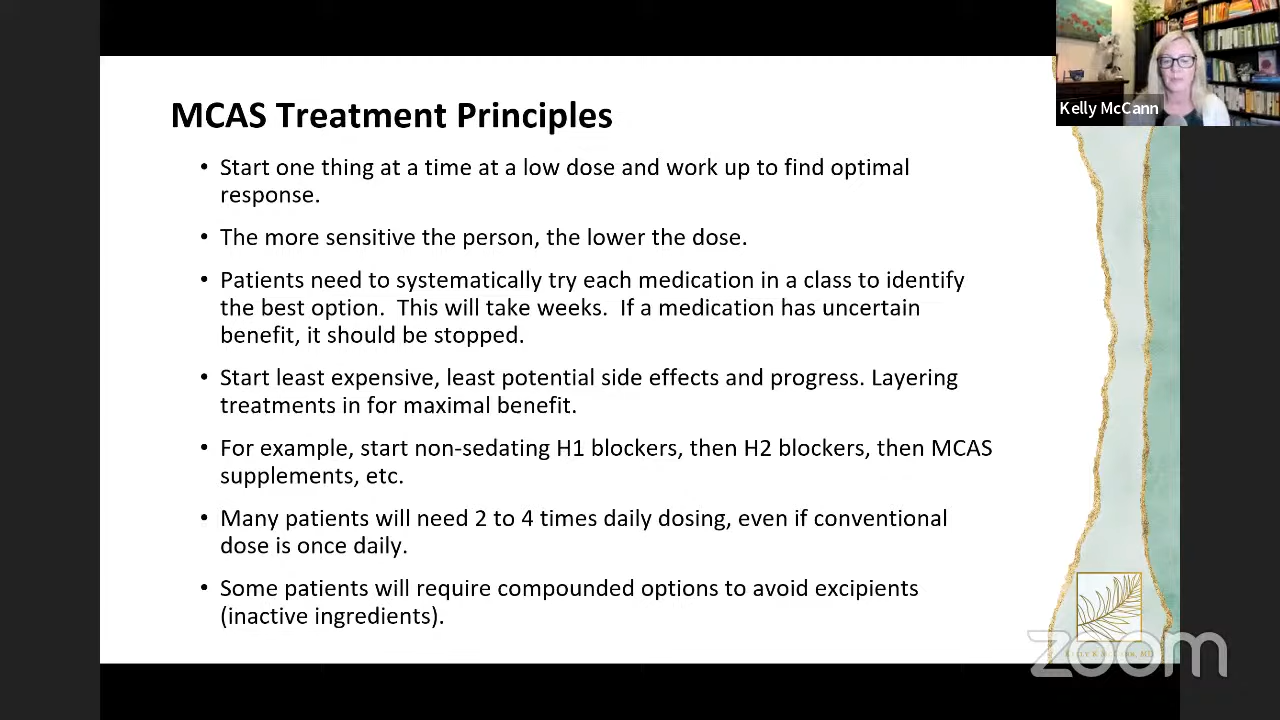 Kelly McCann
MCAS Treatment Principles
• Start one thing at a time at a low dose and work up to find optimal
response.
• The more sensitive the person, the lower the dose.
• Patients need to systematically try each medication in a class to identify
the best option.  This will take weeks.  If a medication has uncertain
benefit, it should be stopped.
• Start least expensive, least potential side effects and progress. Layering
treatments in for maximal benefit.
• For example, start non-sedating H1 blockers, then H2 blockers, then MCAS
supplements, etc.
• Many patients will need 2 to 4 times daily dosing, even if conventional
dose is once daily.
• Some patients will require compounded options to avoid excipients
(inactive ingredients).
zoom